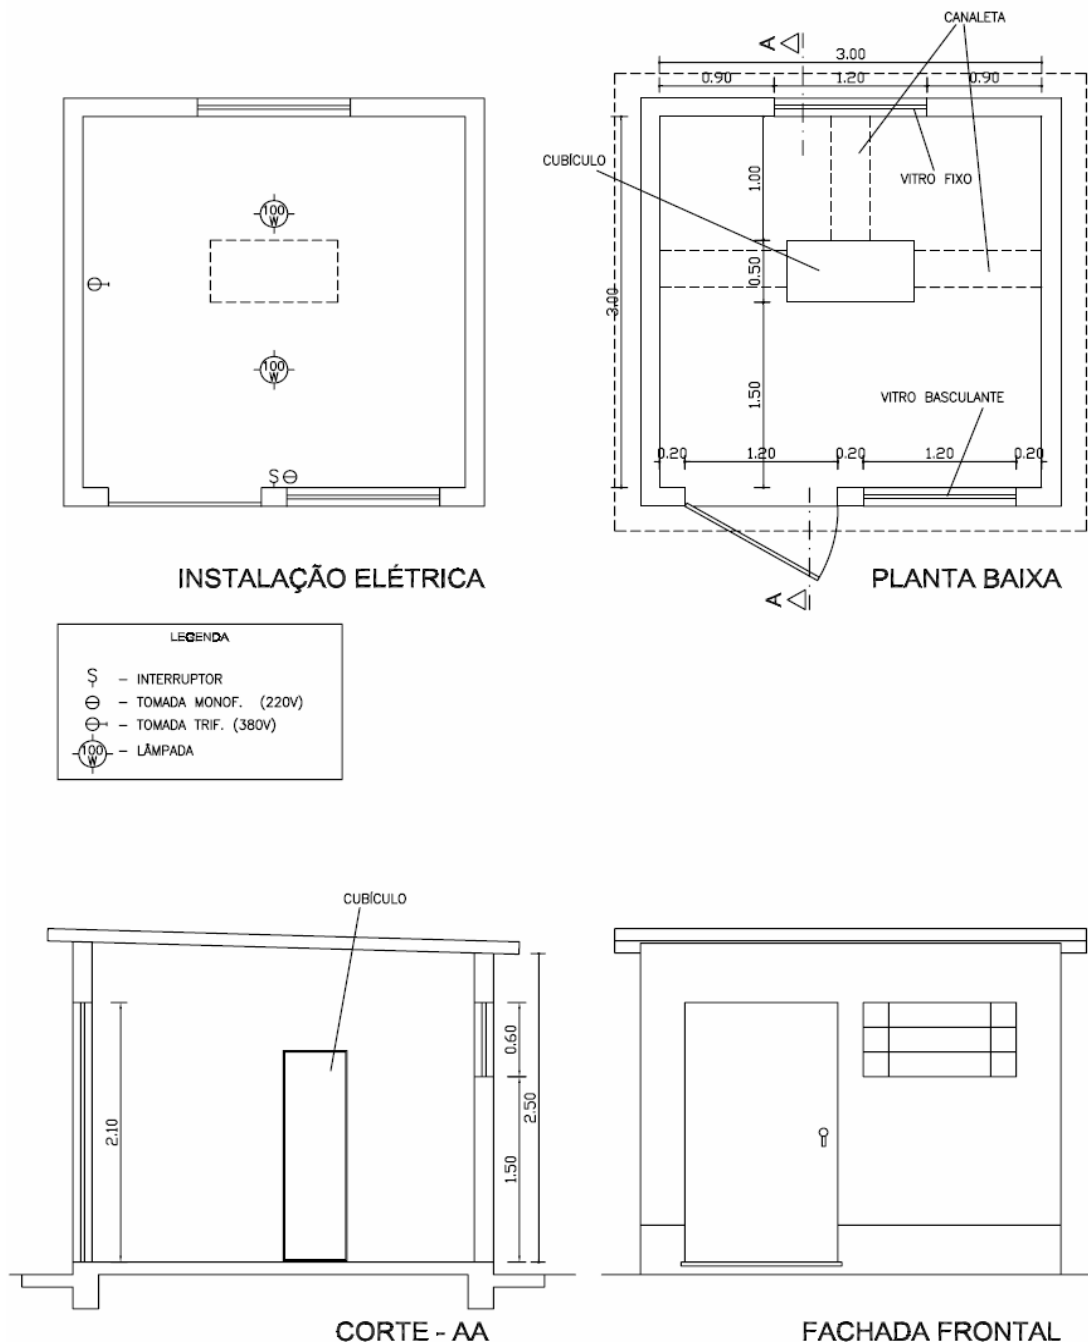 CANALETA
A
3.00
0.90 1.20 0.90
CUBÍCULO
VITRO FIXO
1.00
0.50
3.00
1.50
VITRO BASCULANTE
0.20 1.20 0.20 1.20 0.20
A
PLANTA BAIXA
100
W
100
W
S
INSTALAÇÃO ELÉTRICA
LEGENDA
S - INTERRUPTOR
- TOMADA MONOF. (220V)
- TOMADA TRIF. (380V)
100
W
- LÂMPADA
CUBÍCULO
2.10
0.60
1.50
2.50
CORTE - AA
FACHADA FRONTAL